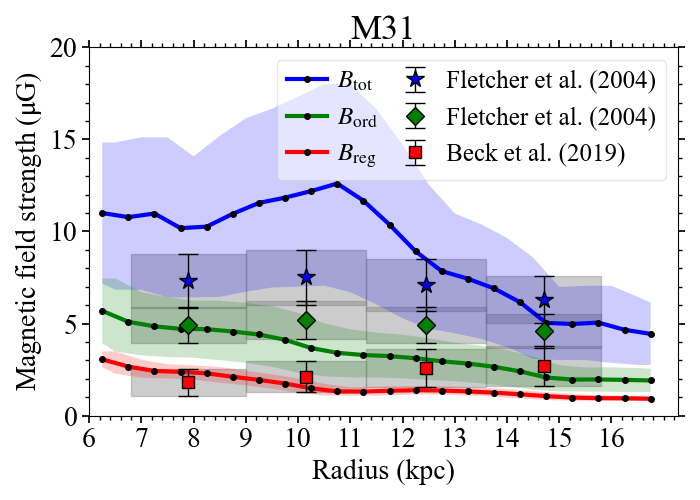 M31
Magnetic field strength (µG)
20
15
10
5
0
B_tot
B_ord
B_reg
Fletcher et al. (2004)
Fletcher et al. (2004)
Beck et al. (2019)
6 7 8 9 10 11 12 13 14 15 16
Radius (kpc)